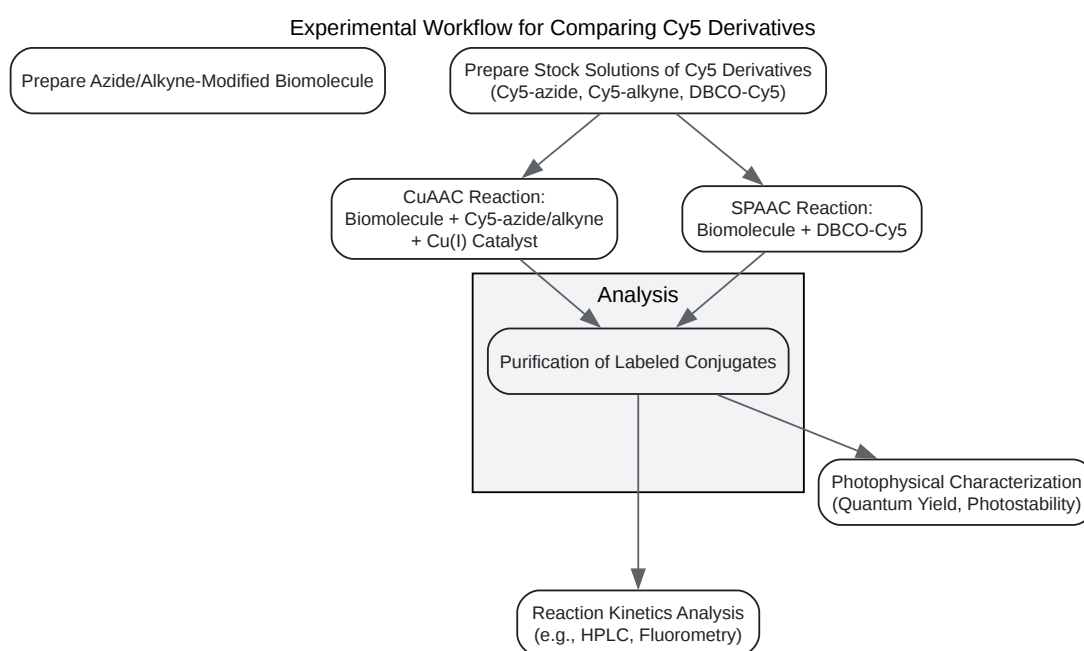 Experimental Workflow for Comparing Cy5 Derivatives
Prepare Azide/Alkyne-Modified Biomolecule
Prepare Stock Solutions of Cy5 Derivatives
(Cy5-azide, Cy5-alkyne, DBCO-Cy5)
CuAAC Reaction:
Biomolecule + Cy5-azide/alkyne
+ Cu(I) Catalyst
SPAAC Reaction:
Biomolecule + DBCO-Cy5
Analysis
Purification of Labeled Conjugates
Photophysical Characterization
(Quantum Yield, Photostability)
Reaction Kinetics Analysis
(e.g., HPLC, Fluorometry)